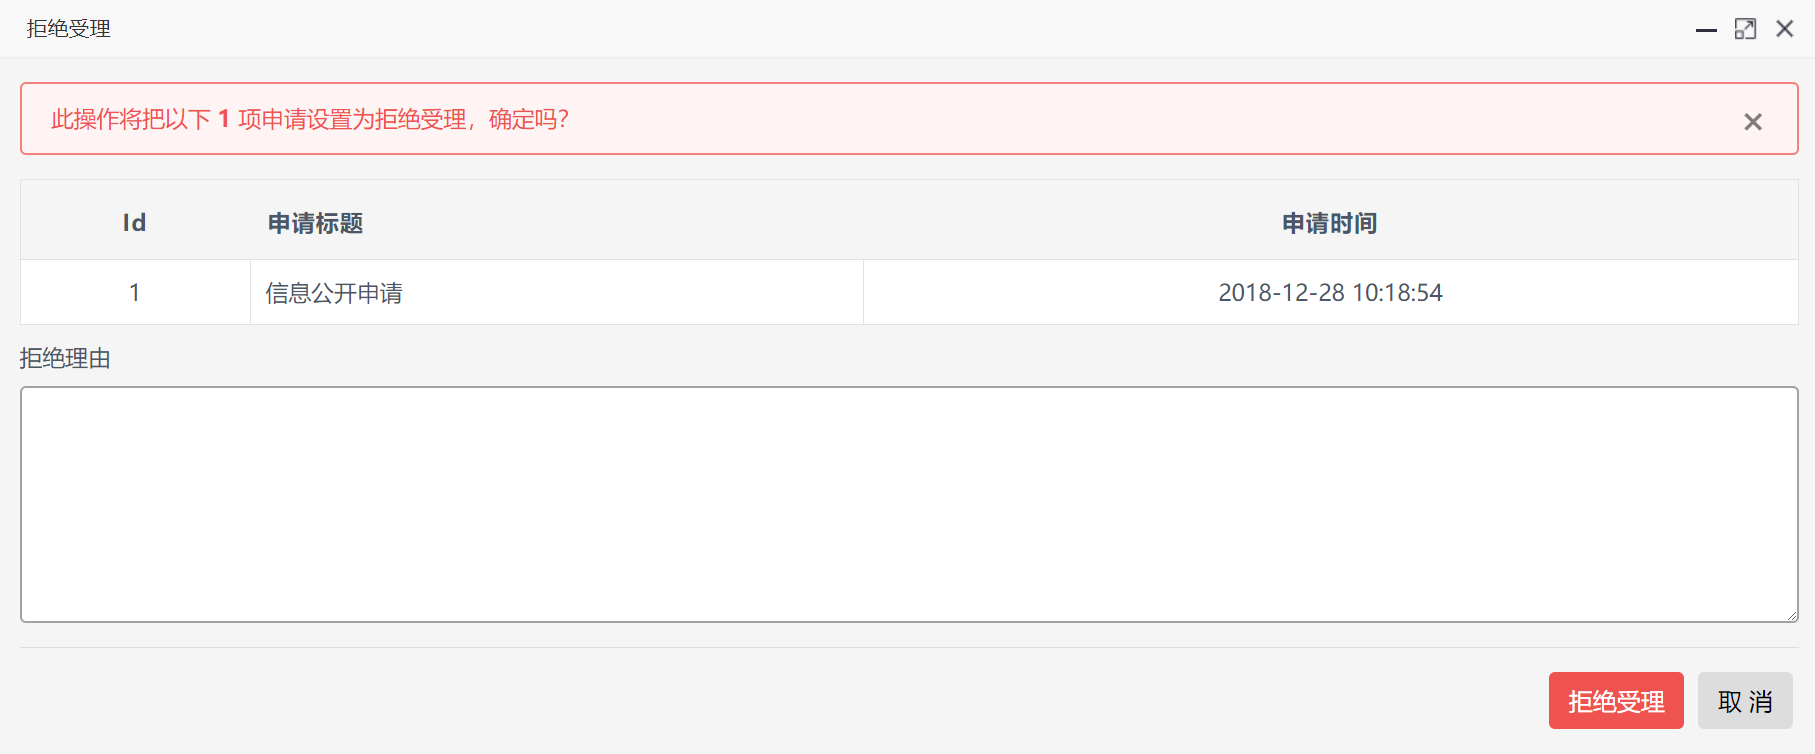 拒绝受理
此操作将把以下 1 项申请设置为拒绝受理，确定吗？
Id 申请标题 申请时间
1 信息公开申请 2018-12-28 10:18:54
拒绝理由
拒绝受理 取 消